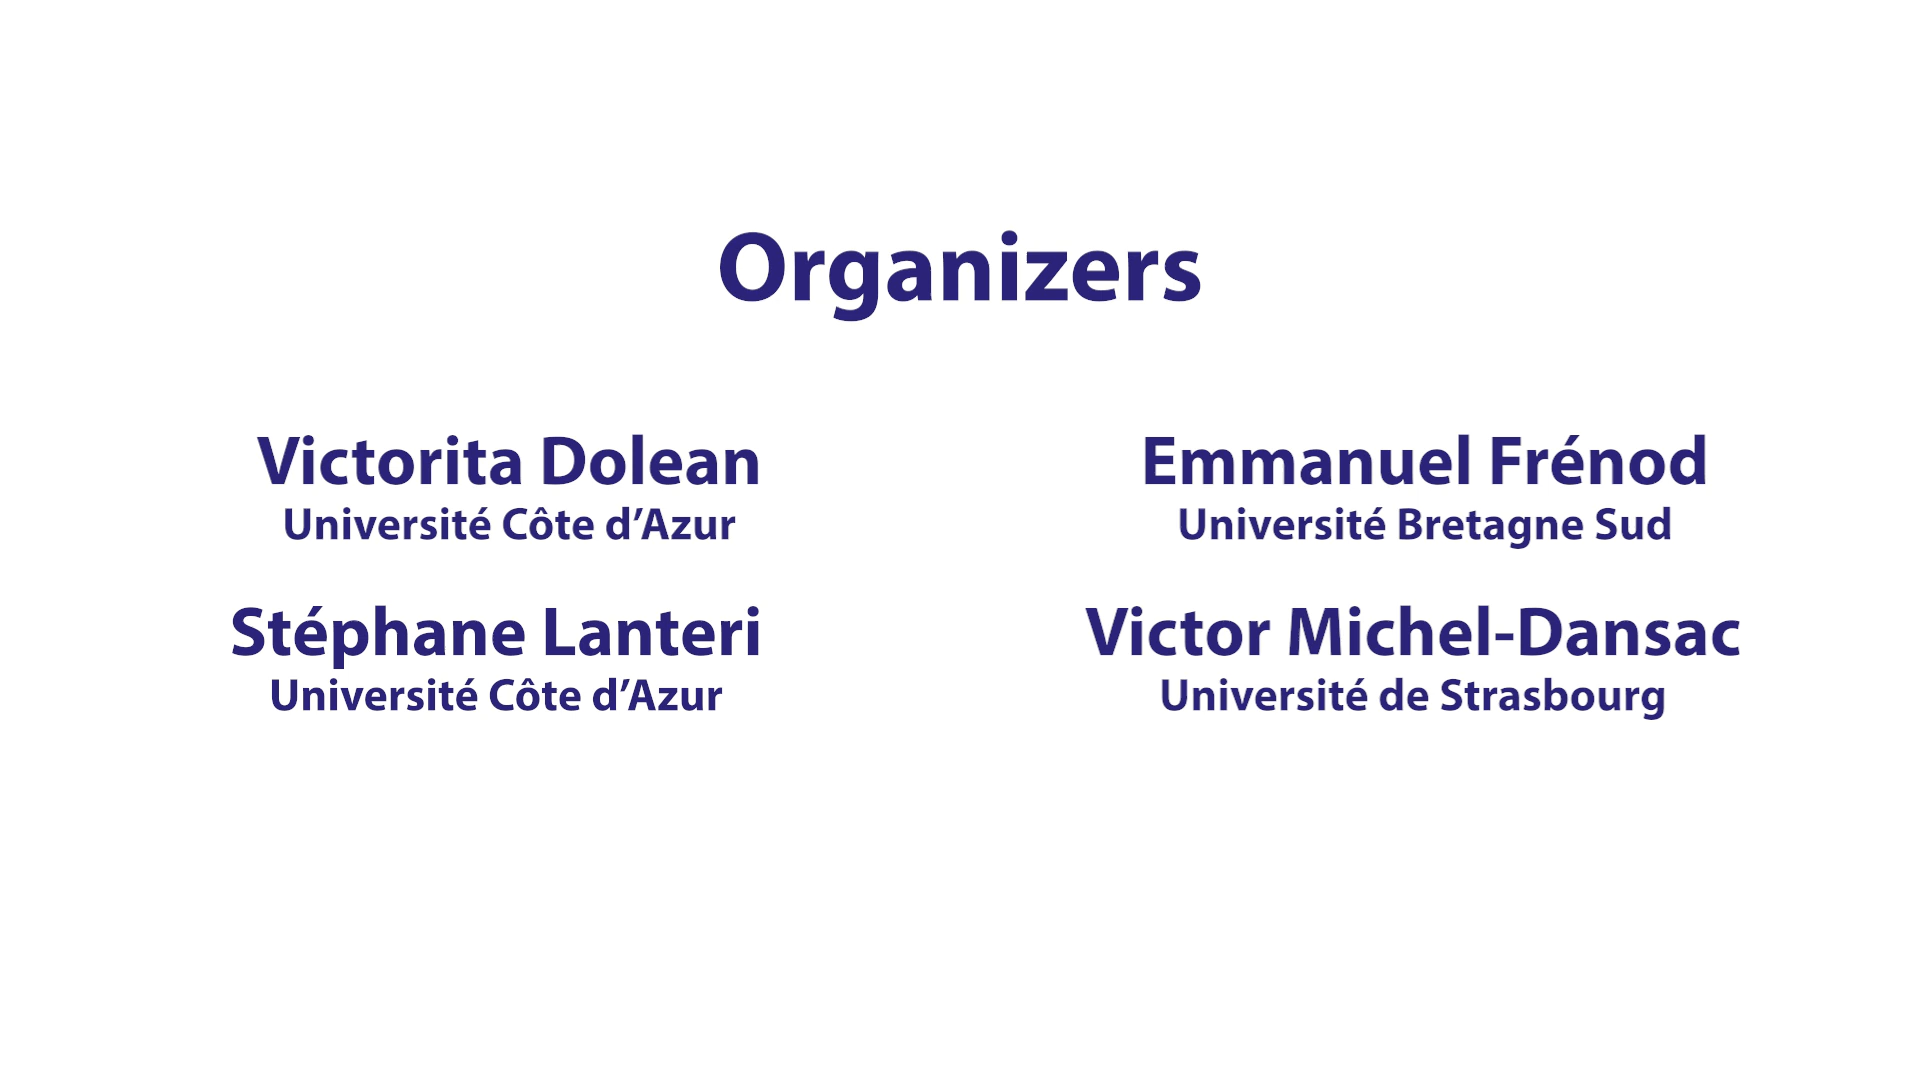 Organizers
Victorita Dolean
Université Côte d’Azur
Emmanuel Frénod
Université Bretagne Sud
Stéphane Lanteri
Université Côte d’Azur
Victor Michel-Dansac
Université de Strasbourg